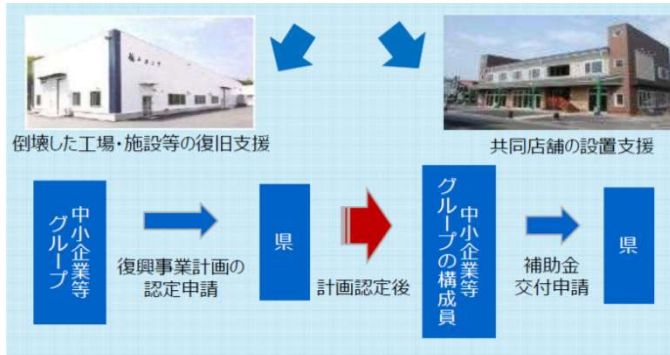 倒壊した工場・施設等の復旧支援
共同店舗の設置支援
中小企業等
グループ
復興事業計画の
認定申請
県
計画認定後
中小企業等
グループの構成員
補助金
交付申請
県